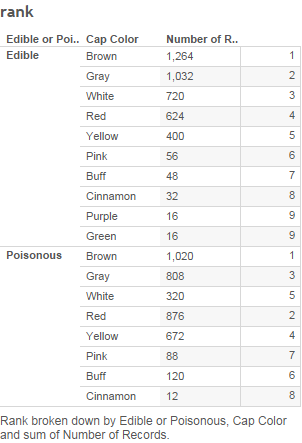 rank
Edible or Poi.. Cap Color Number of R..
Edible Brown 1,264 1
Gray 1,032 2
White 720 3
Red 624 4
Yellow 400 5
Pink 56 6
Buff 48 7
Cinnamon 32 8
Purple 16 9
Green 16 9
Poisonous Brown 1,020 1
Gray 808 3
White 320 5
Red 876 2
Yellow 672 4
Pink 88 7
Buff 120 6
Cinnamon 12 8
Rank broken down by Edible or Poisonous, Cap Color
and sum of Number of Records.